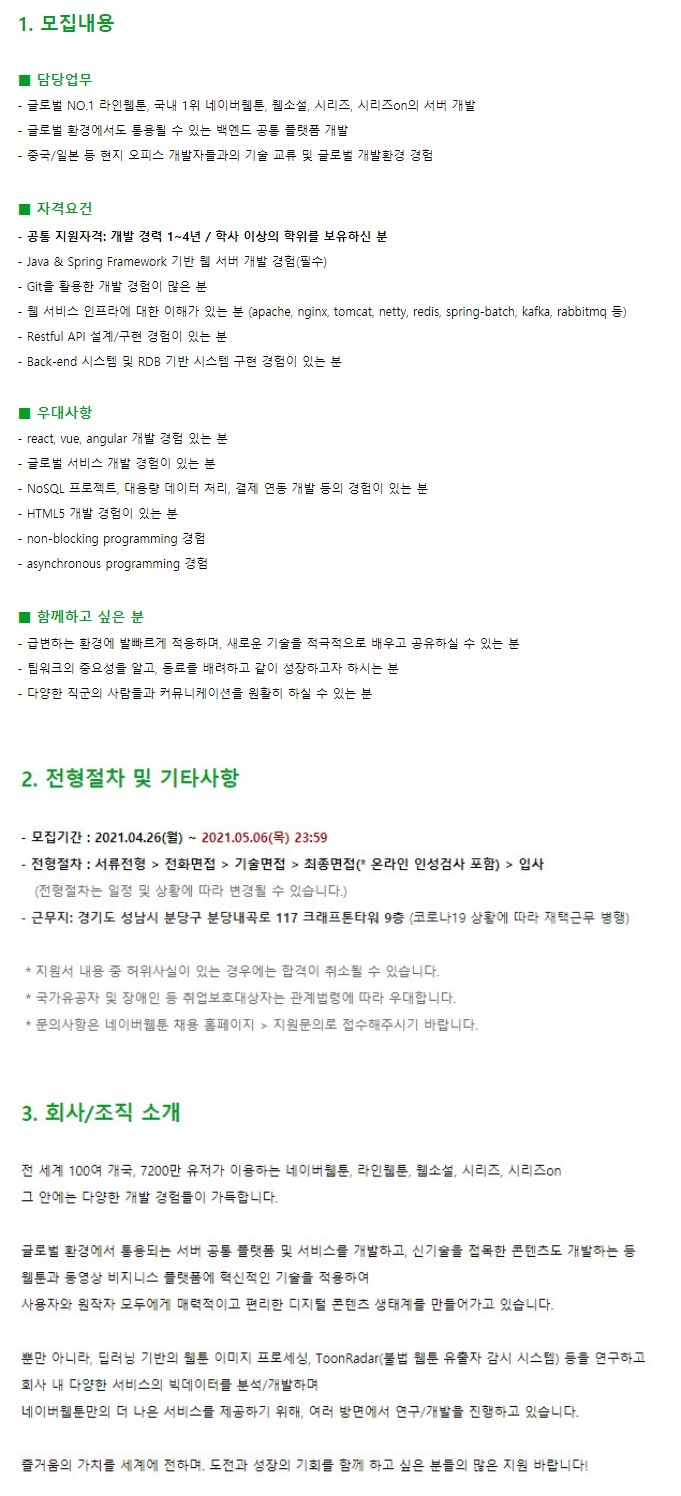 1. 모집내용
■ 담당업무
- 글로벌 NO.1 라인웹툰, 국내 1위 네이버웹툰, 웹소설, 시리즈, 시리즈on의 서버 개발
- 글로벌 환경에서도 통용될 수 있는 백엔드 공통 플랫폼 개발
- 중국/일본 등 현지 오피스 개발자들과의 기술 교류 및 글로벌 개발환경 경험
■ 자격요건
- 공통 지원자격: 개발 경력 1~4년 / 학사 이상의 학위를 보유하신 분
- Java & Spring Framework 기반 웹 서버 개발 경험(필수)
- Git을 활용한 개발 경험이 많은 분
- 웹 서비스 인프라에 대한 이해가 있는 분 (apache, nginx, tomcat, netty, redis, spring-batch, kafka, rabbitmq 등)
- Restful API 설계/구현 경험이 있는 분
- Back-end 시스템 및 RDB 기반 시스템 구현 경험이 있는 분
■ 우대사항
- react, vue, angular 개발 경험 있는 분
- 글로벌 서비스 개발 경험이 있는 분
- NoSQL 프로젝트, 대용량 데이터 처리, 결제 연동 개발 등의 경험이 있는 분
- HTML5 개발 경험이 있는 분
- non-blocking programming 경험
- asynchronous programming 경험
■ 함께하고 싶은 분
- 급변하는 환경에 발빠르게 적응하며, 새로운 기술을 적극적으로 배우고 공유하실 수 있는 분
- 팀워크의 중요성을 알고, 동료를 배려하고 같이 성장하고자 하시는 분
- 다양한 직군의 사람들과 커뮤니케이션을 원활히 하실 수 있는 분
2. 전형절차 및 기타사항
- 모집기간 : 2021.04.26(월) ~ 2021.05.06(목) 23:59
- 전형절차 : 서류전형 > 전화면접 > 기술면접 > 최종면접(* 온라인 인성검사 포함) > 입사
(전형절차는 일정 및 상황에 따라 변경될 수 있습니다.)
- 근무지: 경기도 성남시 분당구 분당내곡로 117 크래프톤타워 9층 (코로나19 상황에 따라 재택근무 병행)
* 지원서 내용 중 허위사실이 있는 경우에는 합격이 취소될 수 있습니다.
* 국가유공자 및 장애인 등 취업보호대상자는 관계법령에 따라 우대합니다.
* 문의사항은 네이버웹툰 채용 홈페이지 > 지원문의로 접수해주시기 바랍니다.
3. 회사/조직 소개
전 세계 100여 개국, 7200만 유저가 이용하는 네이버웹툰, 라인웹툰, 웹소설, 시리즈, 시리즈on
그 안에는 다양한 개발 경험들이 가득합니다.
글로벌 환경에서 통용되는 서버 공통 플랫폼 및 서비스를 개발하고, 신기술을 접목한 콘텐츠도 개발하는 등
웹툰과 동영상 비지니스 플랫폼에 혁신적인 기술을 적용하여
사용자와 원작자 모두에게 매력적이고 편리한 디지털 콘텐츠 생태계를 만들어가고 있습니다.
뿐만 아니라, 딥러닝 기반의 웹툰 이미지 프로세싱, ToonRadar(불법 웹툰 유출자 감시 시스템) 등을 연구하고
회사 내 다양한 서비스의 빅데이터를 분석/개발하며
네이버웹툰만의 더 나은 서비스를 제공하기 위해, 여러 방면에서 연구/개발을 진행하고 있습니다.
즐거움의 가치를 세계에 전하며. 도전과 성장의 기회를 함께 하고 싶은 분들의 많은 지원 바랍니다!